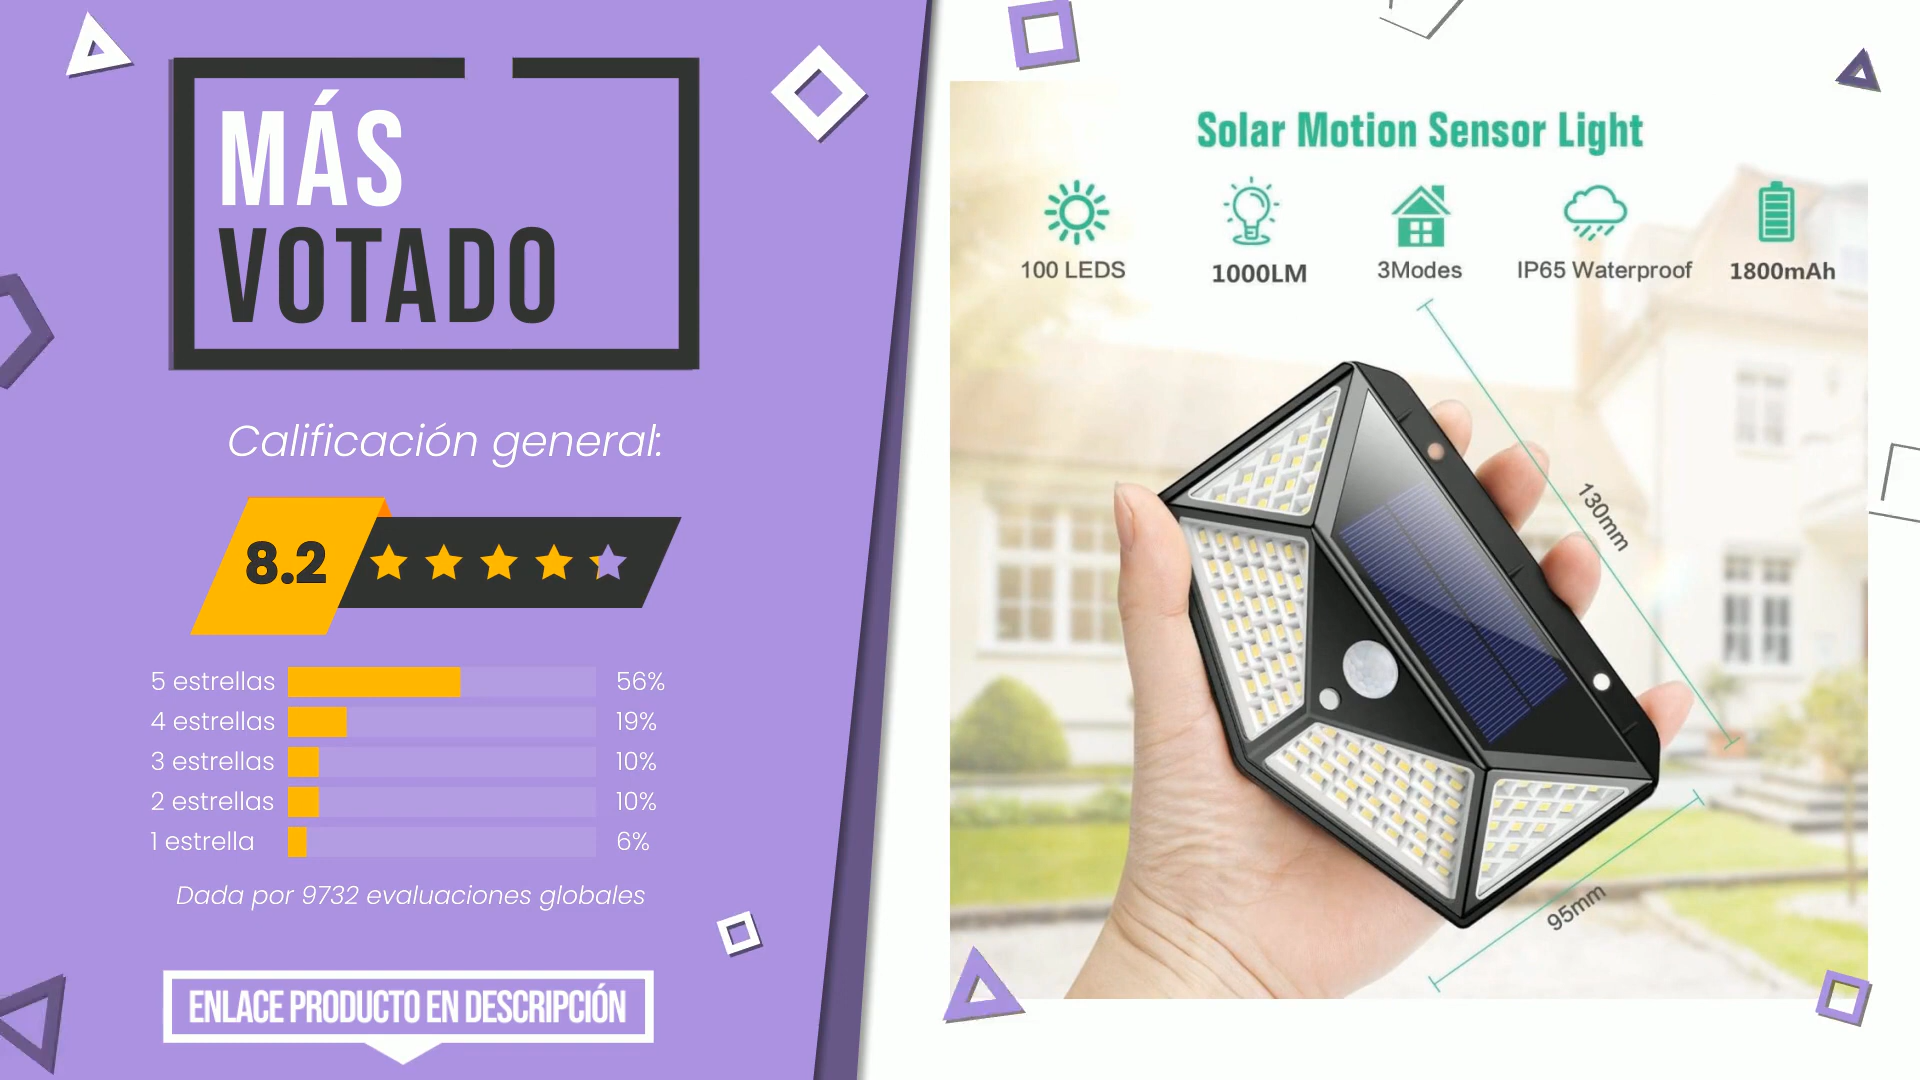 MÁS
VOTADO
Calificación general:
8.2
5 estrellas 56%
4 estrellas 19%
3 estrellas 10%
2 estrellas 10%
1 estrella 6%
Dada por 9732 evaluaciones globales
ENLACE PRODUCTO EN DESCRIPCIÓN
Solar Motion Sensor Light
100 LEDS 1000LM 3Modes IP65 Waterproof 1800mAh
130mm
95mm